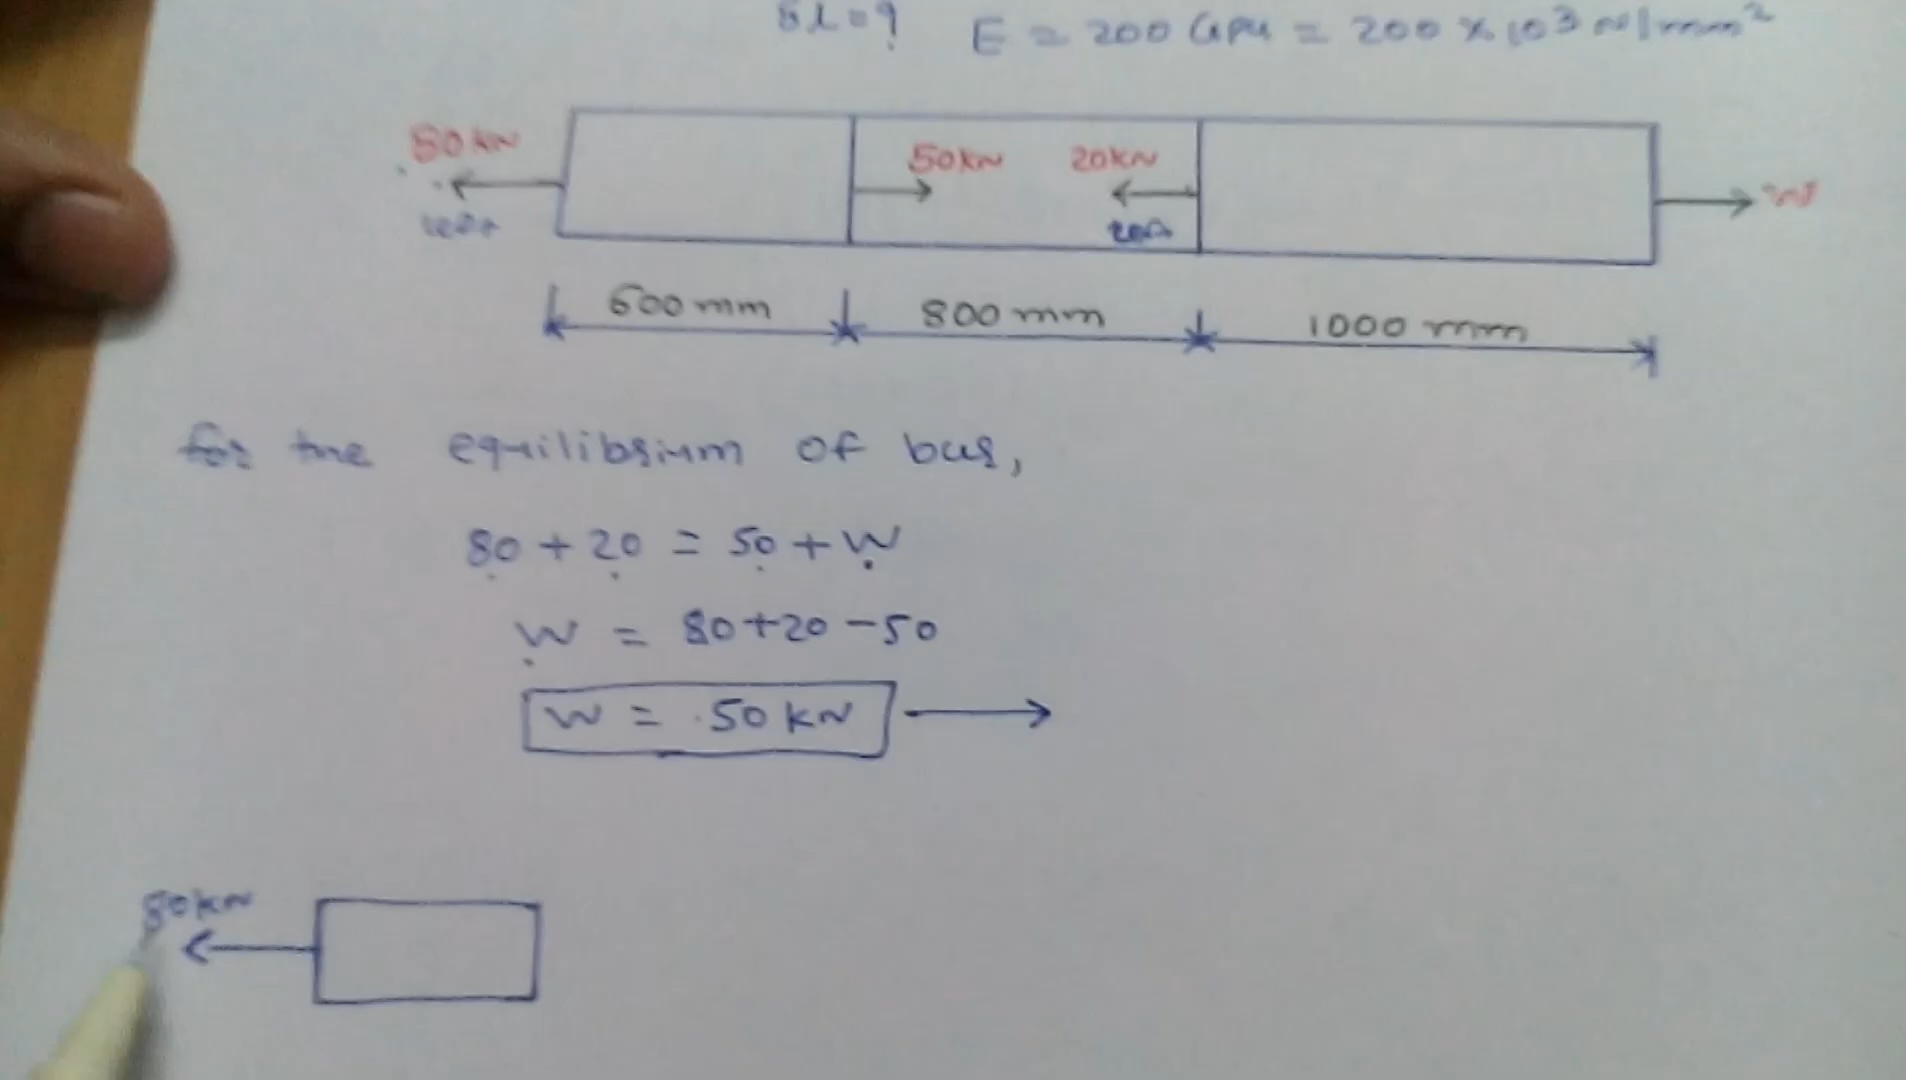 δL = ? E = 200 GPa = 200 × 10³ N/mm²
80 KN 50 KN 20 KN W
600 mm 800 mm 1000 mm
for the equilibrium of bar,
80 + 20 = 50 + W
W = 80 + 20 - 50
W = 50 KN
80 KN